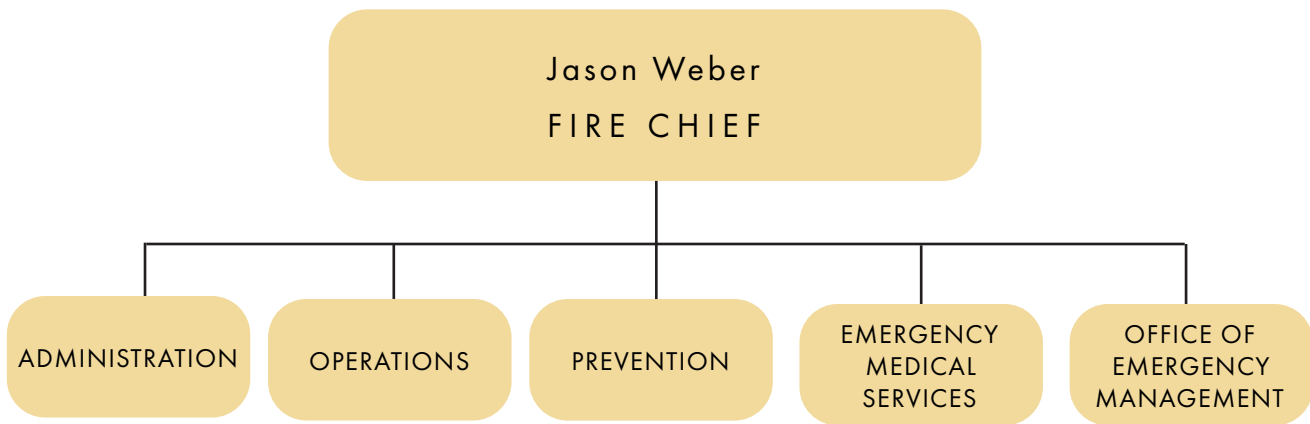 Jason Weber
FIRE CHIEF
ADMINISTRATION
OPERATIONS
PREVENTION
EMERGENCY
MEDICAL
SERVICES
OFFICE OF
EMERGENCY
MANAGEMENT